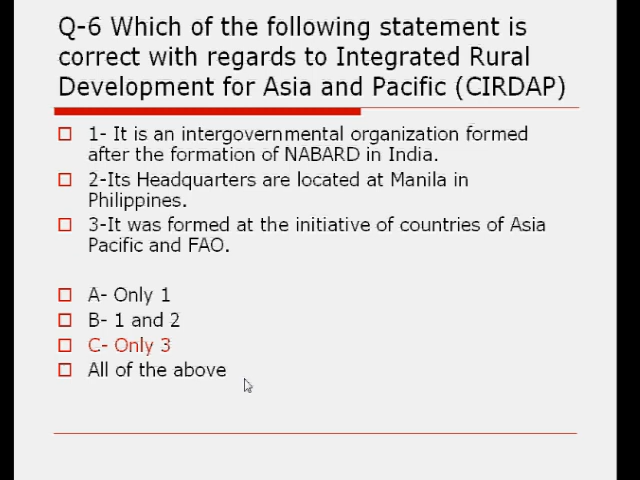 Q-6 Which of the following statement is
correct with regards to Integrated Rural
Development for Asia and Pacific (CIRDAP)
1- It is an intergovernmental organization formed
after the formation of NABARD in India.
2-Its Headquarters are located at Manila in
Philippines.
3-It was formed at the initiative of countries of Asia
Pacific and FAO.
A- Only 1
B- 1 and 2
C- Only 3
All of the above